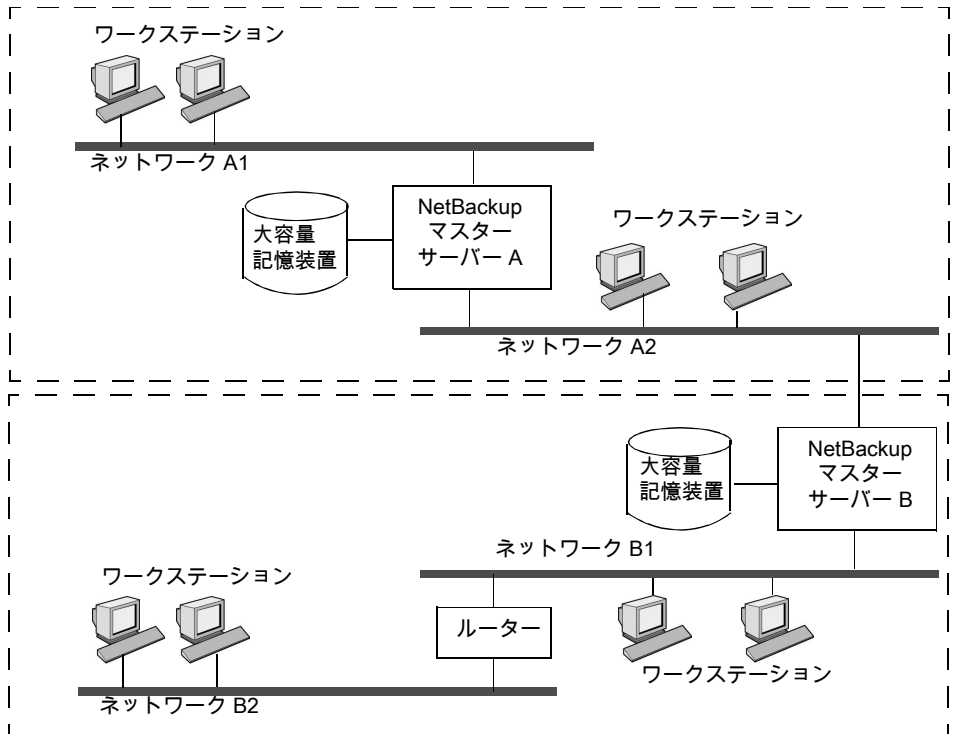 ワークステーション
ネットワーク A1
NetBackup
マスター
サーバー A
大容量
記憶装置
ワークステーション
ネットワーク A2
NetBackup
マスター
サーバー B
大容量
記憶装置
ネットワーク B1
ワークステーション
ルーター
ワークステーション
ネットワーク B2